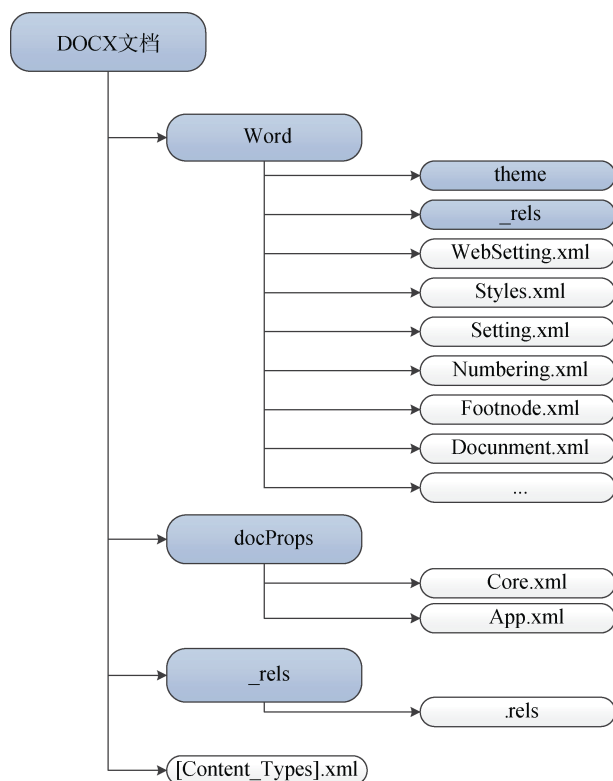 DOCX文档
Word
theme
_rels
WebSetting.xml
Styles.xml
Setting.xml
Numbering.xml
Footnode.xml
Docunment.xml
...
docProps
Core.xml
App.xml
_rels
.rels
[Content_Types].xml